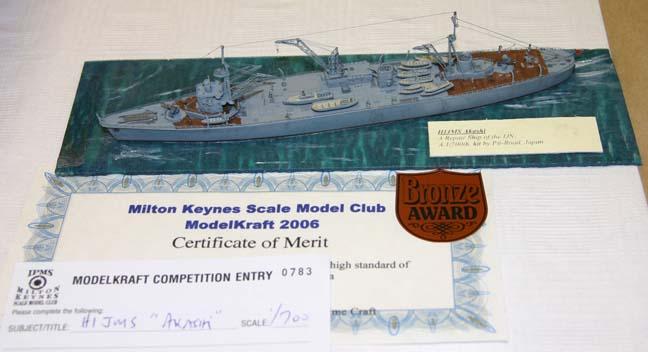 HIJMS Akashi
A Repair Ship of the IJN.
A 1/700th. kit by Pit-Road, Japan
Bronze
AWARD
Milton Keynes Scale Model Club
ModelKraft 2006
Certificate of Merit
high standard of
me Craft
IPMS
MILTON
KEYNES
SCALE MODEL CLUB
MODELKRAFT COMPETITION ENTRY 0783
Please complete the following:
SUBJECT/TITLE: HIJMS "AKASHI" SCALE: 1/700